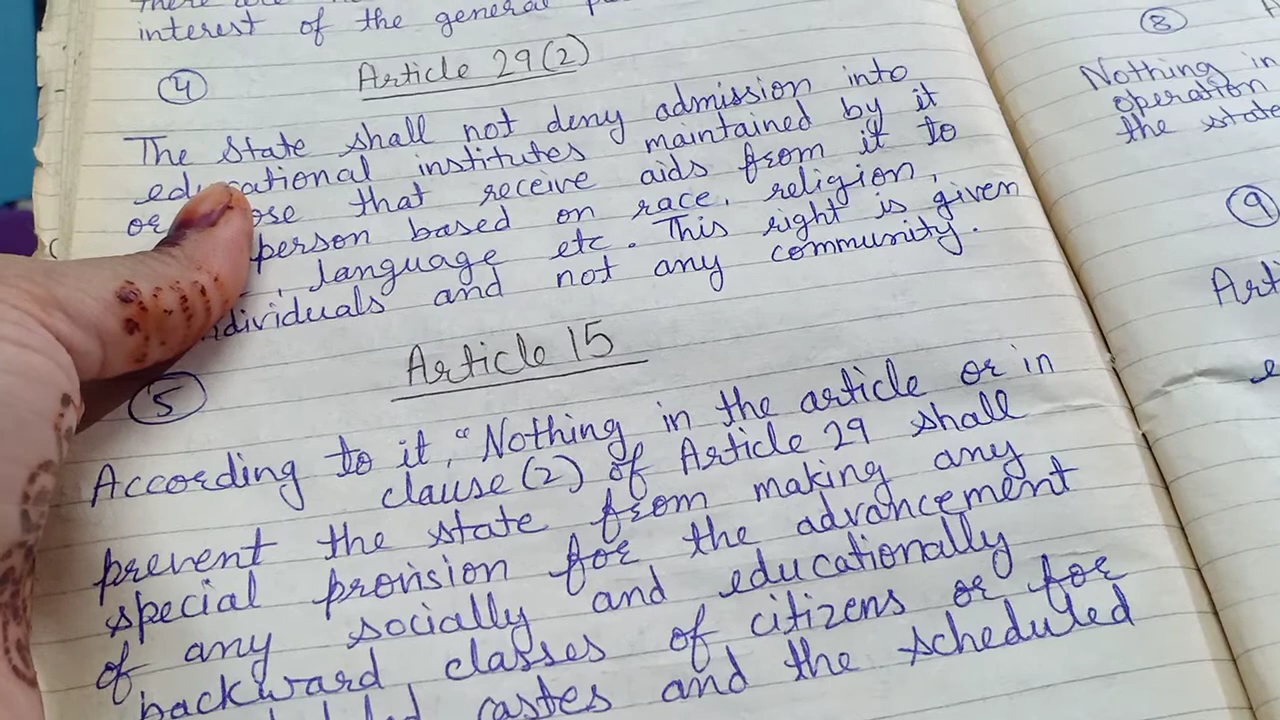 interest of the general
4 Article 29(2)
The State shall not deny admission into
educational institutes maintained by it
or ose that receive aids from it to
person based on race, religion,
, language etc. This right is given
dividuals and not any community.
5 Article 15
According to it, "Nothing in the article or in
clause (2) of Article 29 shall
prevent the state from making any
special provision for the advancement
of any socially and educationally
backward classes of citizens or for
castes and the scheduled
8
Nothing in
operation
the state
9
Arti